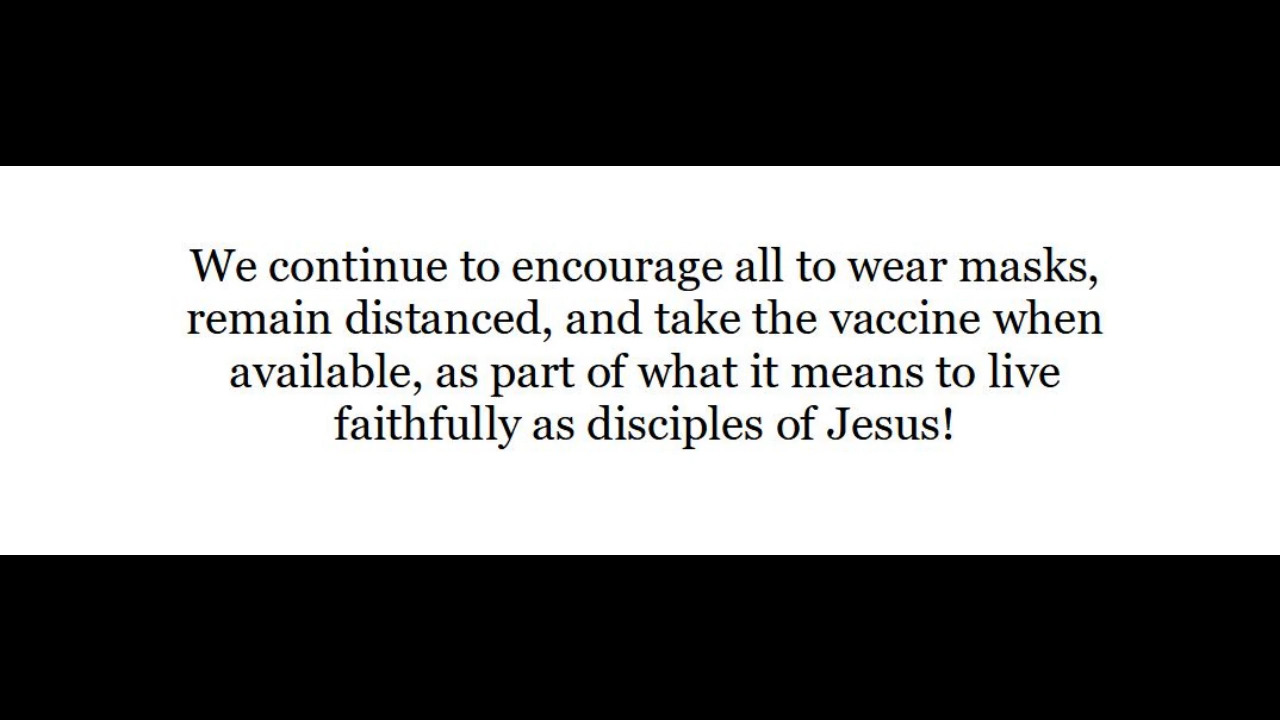 We continue to encourage all to wear masks,
remain distanced, and take the vaccine when
available, as part of what it means to live
faithfully as disciples of Jesus!